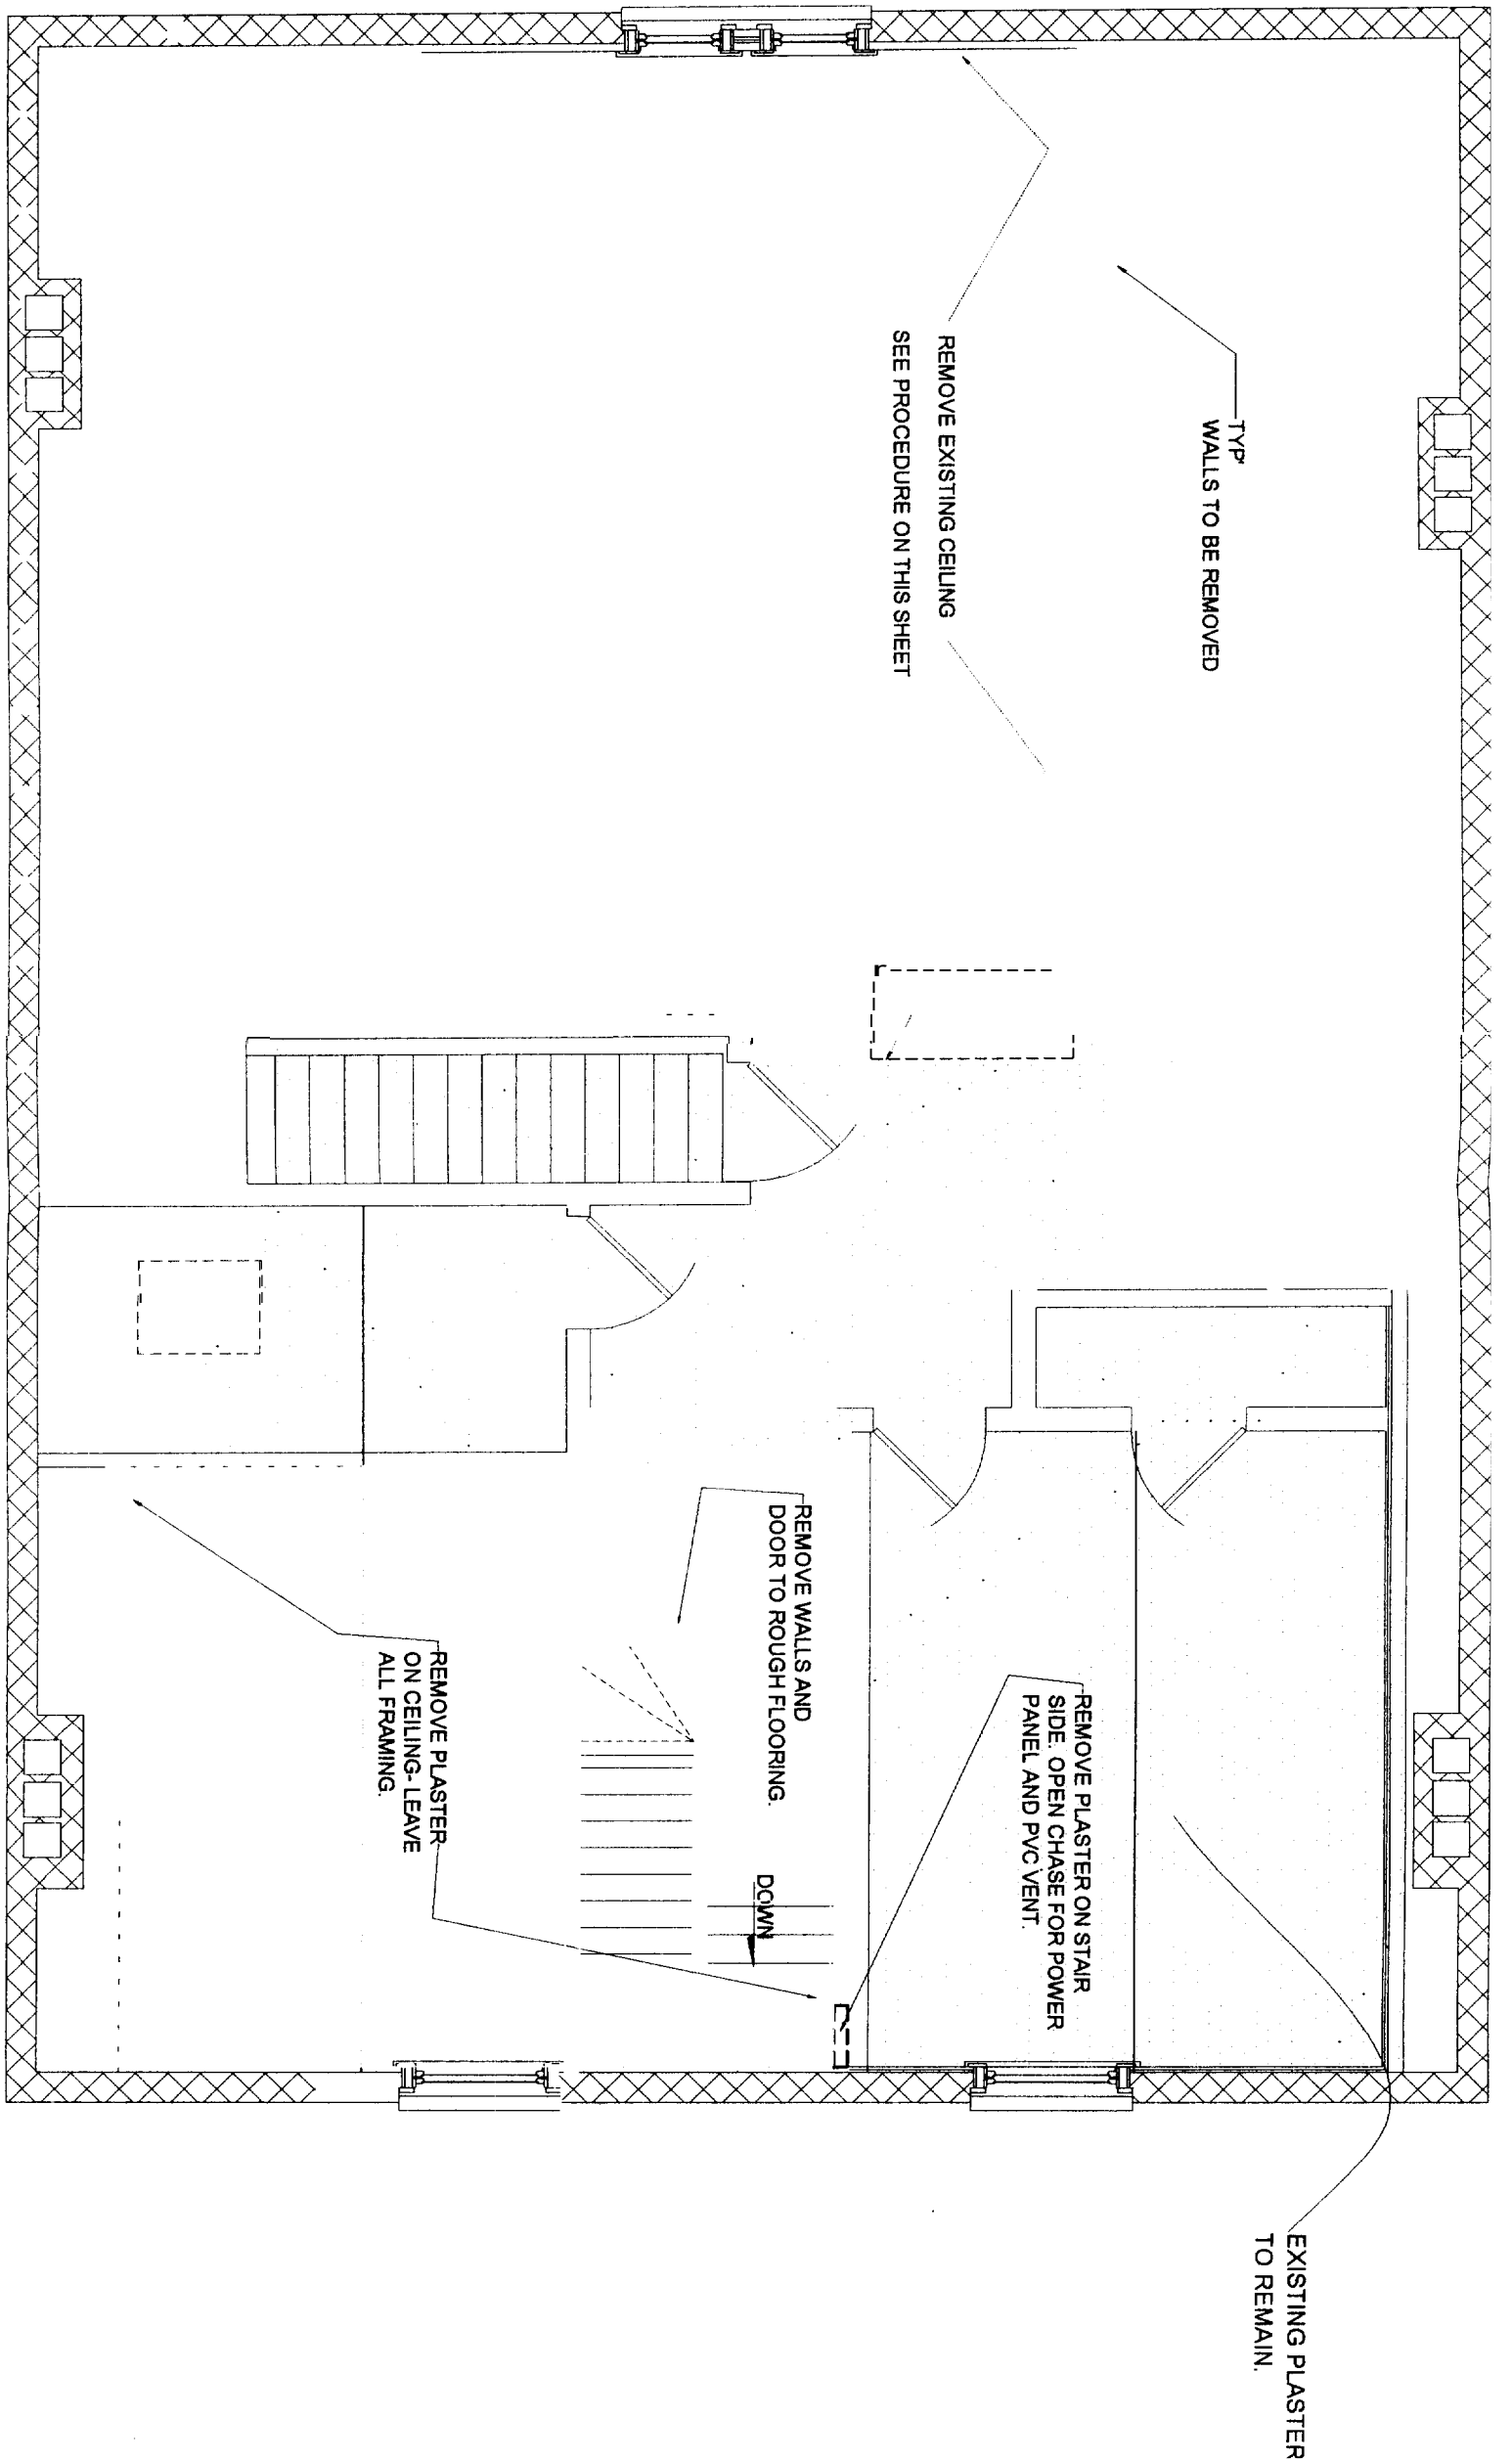 TYP'
WALLS TO BE REMOVED
REMOVE EXISTING CEILING
SEE PROCEDURE ON THIS SHEET
EXISTING PLASTER
TO REMAIN.
REMOVE PLASTER ON STAIR
SIDE. OPEN CHASE FOR POWER
PANEL AND PVC VENT.
REMOVE WALLS AND
DOOR TO ROUGH FLOORING.
DOWN
REMOVE PLASTER
ON CEILING- LEAVE
ALL FRAMING.